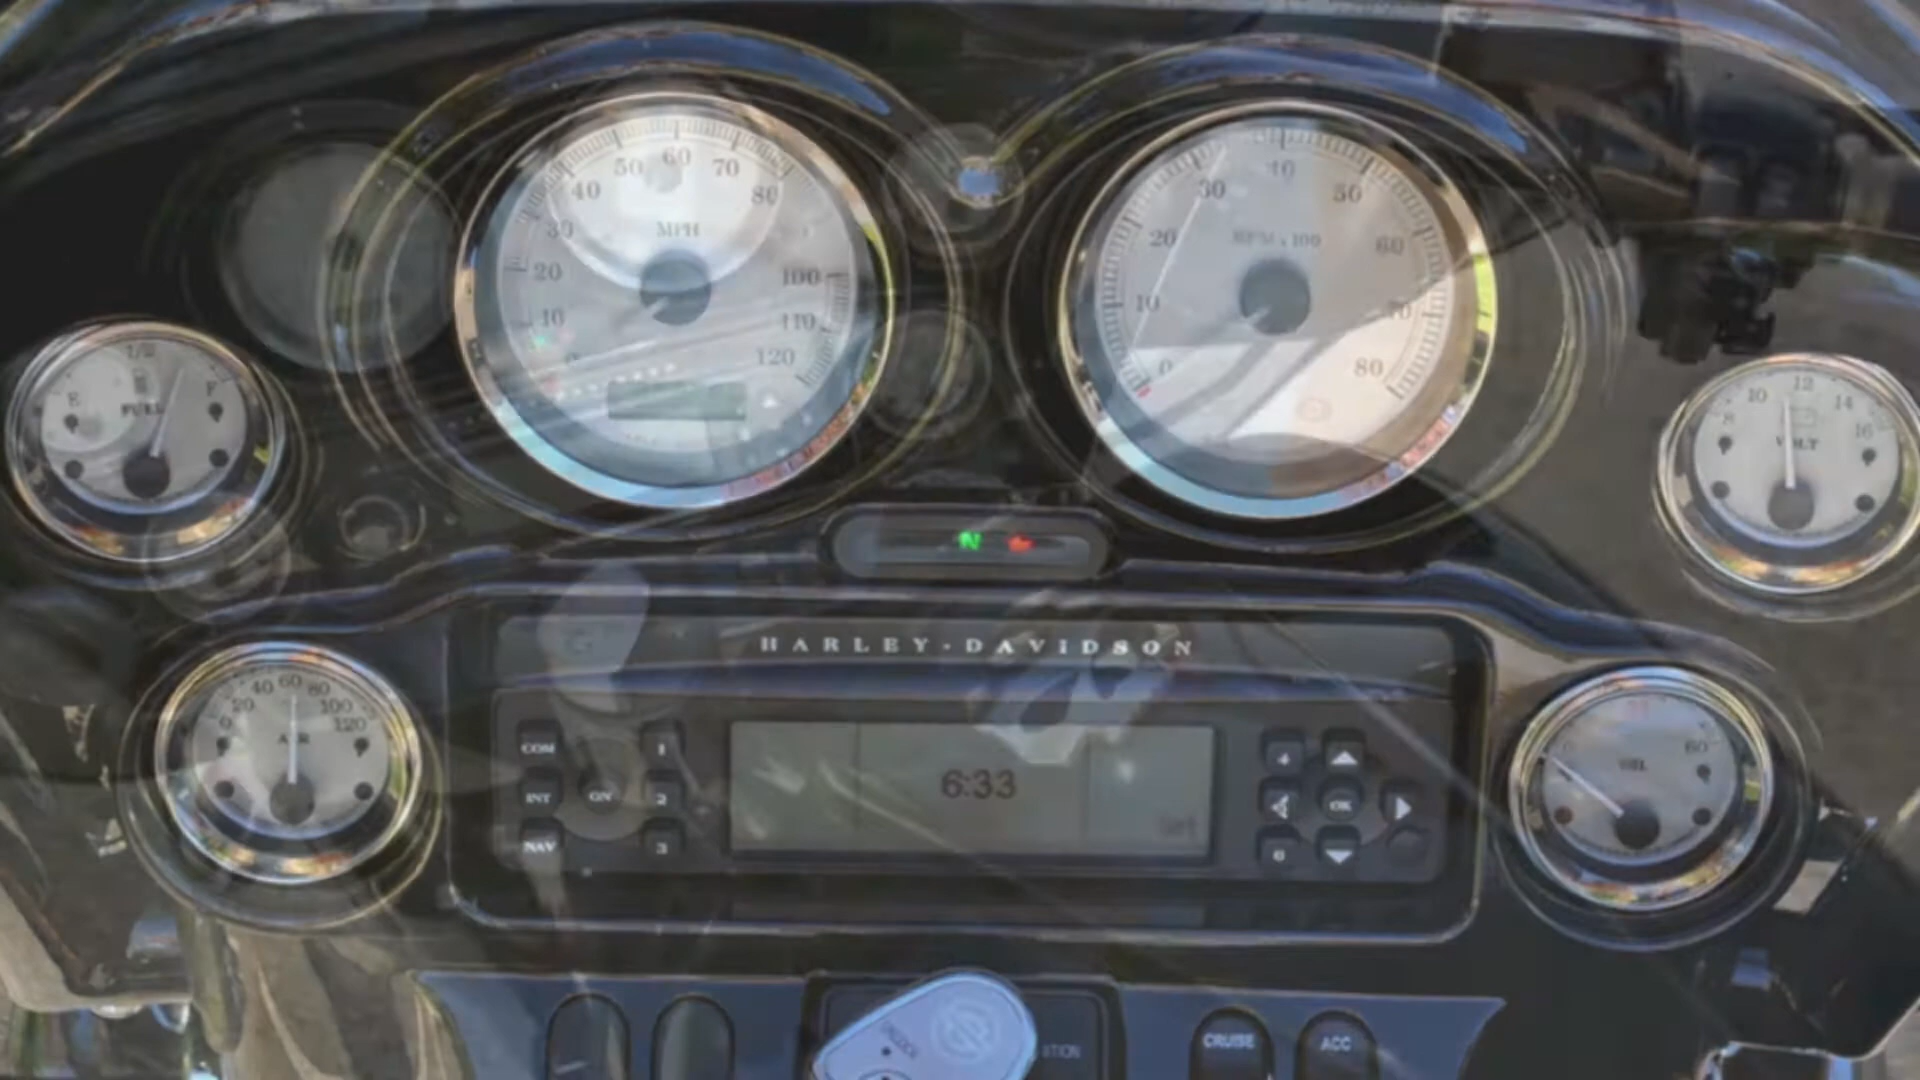 50 60 70
40 80
30 MPH
20 100
10 110
0 120
30 40 50
20 RPM x 100 60
10 70
0 80
1/2
E F
FUEL
10 12 14
8 16
VOLT
N
HARLEY-DAVIDSON
40 60 80
20 100
0 120
AIR
COM 1
INT ON 2
NAV 3
6:33
4
OK
6
60
OIL
UNLOCK
CRUISE
ACC